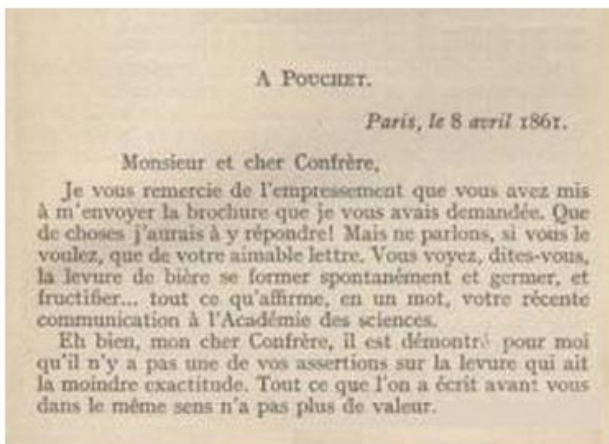 A POUCHET.
Paris, le 8 avril 1861.
Monsieur et cher Confrère,
Je vous remercie de l'empressement que vous avez mis
à m'envoyer la brochure que je vous avais demandée. Que
de choses j'aurais à y répondre! Mais ne parlons, si vous le
voulez, que de votre aimable lettre. Vous voyez, dites-vous,
la levure de bière se former spontanément et germer, et
fructifier... tout ce qu'affirme, en un mot, votre récente
communication à l'Académie des sciences.
Eh bien, mon cher Confrère, il est démontré pour moi
qu'il n'y a pas une de vos assertions sur la levure qui ait
la moindre exactitude. Tout ce que l'on a écrit avant vous
dans le même sens n'a pas plus de valeur.